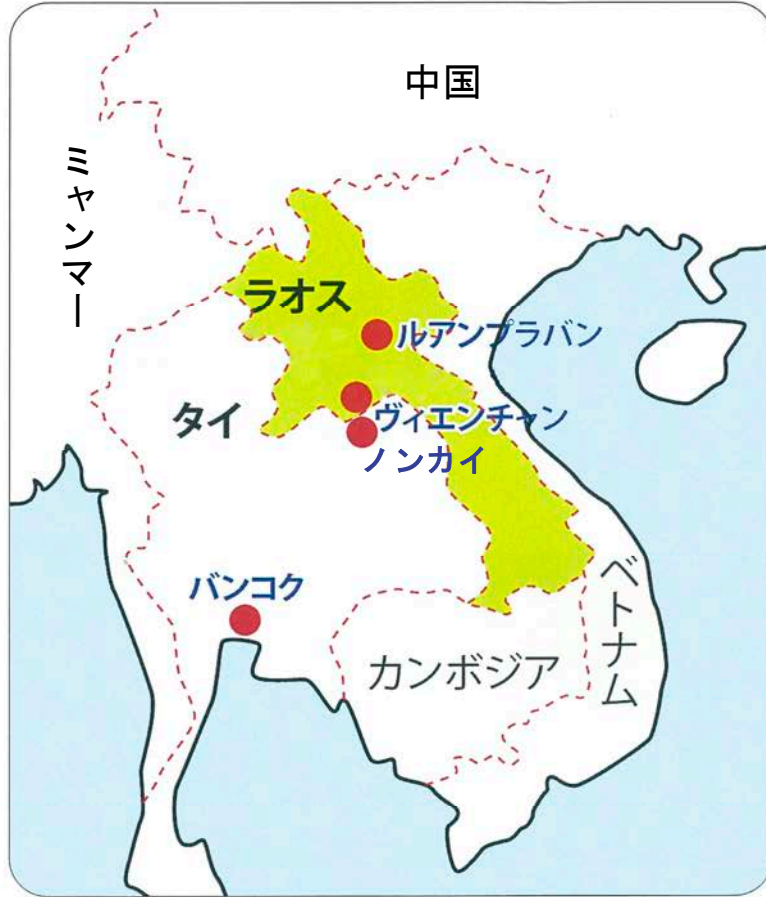 中国
ミャンマー
ラオス
ルアンプラバン
タイ
ヴィエンチャン
ノンカイ
バンコク
ベトナム
カンボジア